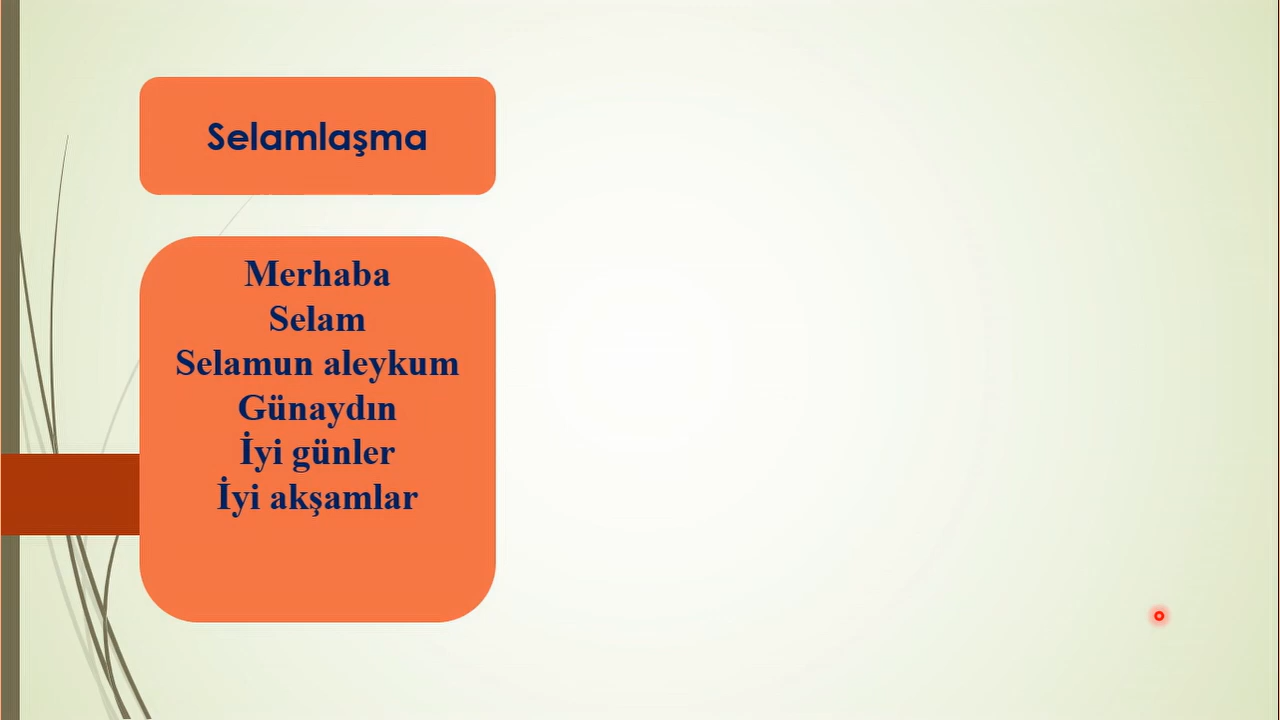 Selamlaşma
Merhaba
Selam
Selamun aleykum
Günaydın
İyi günler
İyi akşamlar